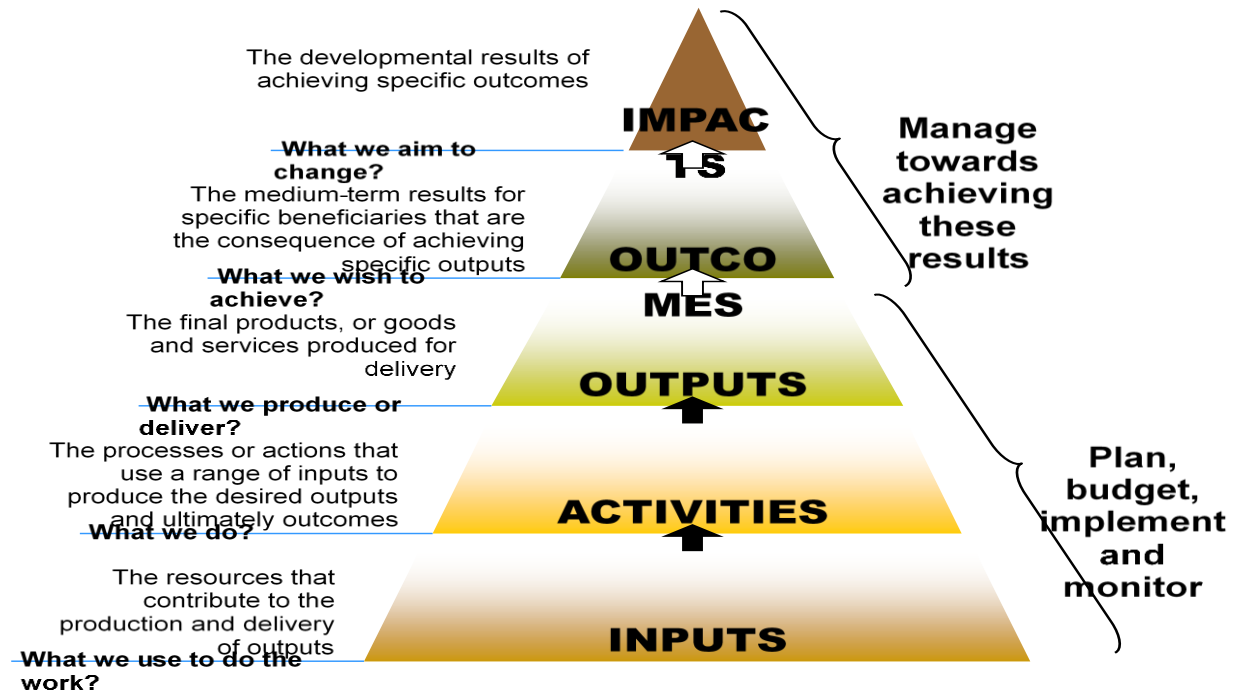 The developmental results of
achieving specific outcomes
IMPAC
TS
What we aim to
change?
The medium-term results for
specific beneficiaries that are
the consequence of achieving
specific outputs
OUTCO
MES
What we wish to
achieve?
The final products, or goods
and services produced for
delivery
OUTPUTS
What we produce or
deliver?
The processes or actions that
use a range of inputs to
produce the desired outputs
and ultimately outcomes
ACTIVITIES
What we do?
The resources that
contribute to the
production and delivery
of outputs
INPUTS
What we use to do the
work?
Manage
towards
achieving
these
results
Plan,
budget,
implement
and
monitor